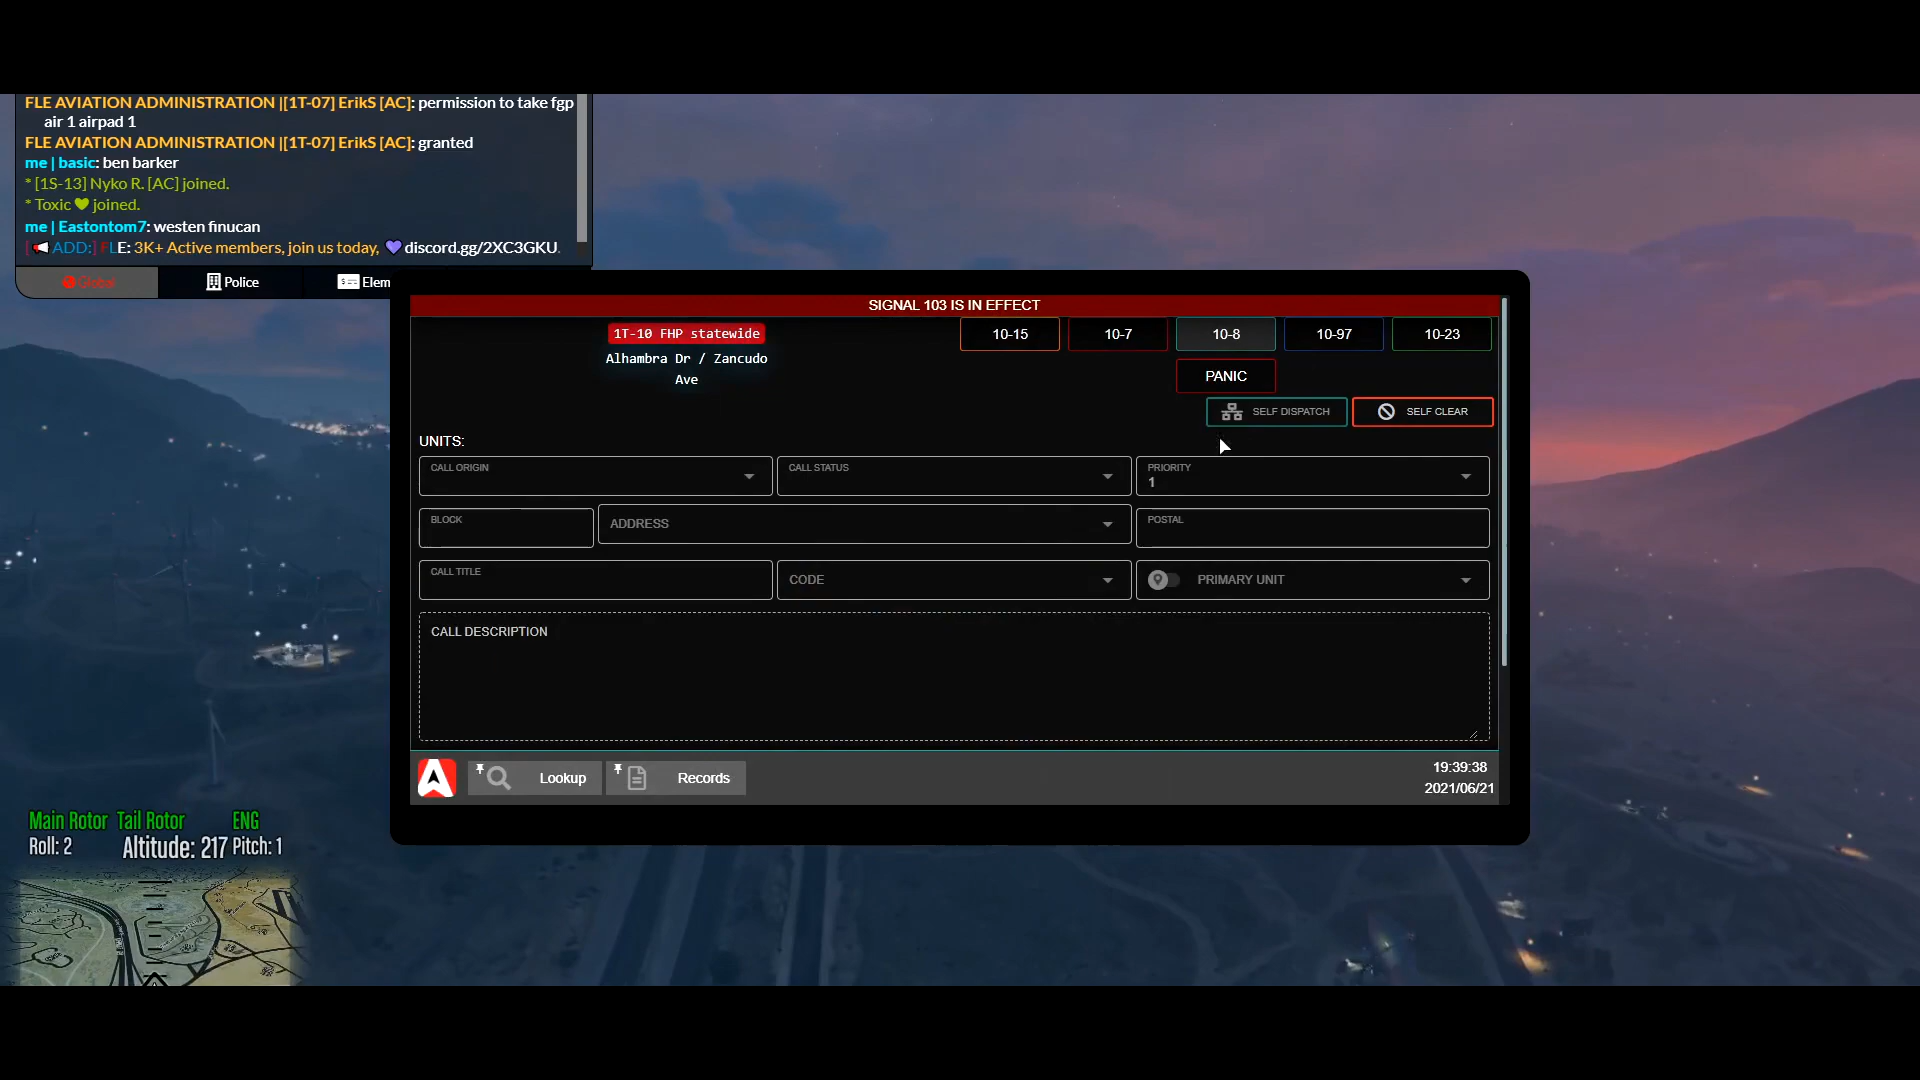 FLE AVIATION ADMINISTRATION |[1T-07] ErikS [AC]: permission to take fgp
air 1 airpad 1
FLE AVIATION ADMINISTRATION |[1T-07] ErikS [AC]: granted
me | basic: ben barker
* [1S-13] Nyko R. [AC] joined.
* Toxic 💚 joined.
me | Eastontom7: westen finucan
[📢 ADD:] FLE: 3K+ Active members, join us today, 💜 discord.gg/2XC3GKU.
Global
Police
Elem
SIGNAL 103 IS IN EFFECT
1T-10 FHP statewide
Alhambra Dr / Zancudo
Ave
10-15
10-7
10-8
10-97
10-23
PANIC
SELF DISPATCH
SELF CLEAR
UNITS:
CALL ORIGIN
CALL STATUS
PRIORITY
1
BLOCK
ADDRESS
POSTAL
CALL TITLE
CODE
PRIMARY UNIT
CALL DESCRIPTION
Lookup
Records
19:39:38
2021/06/21
Main Rotor Tail Rotor ENG
Roll: 2 Altitude: 217 Pitch: 1